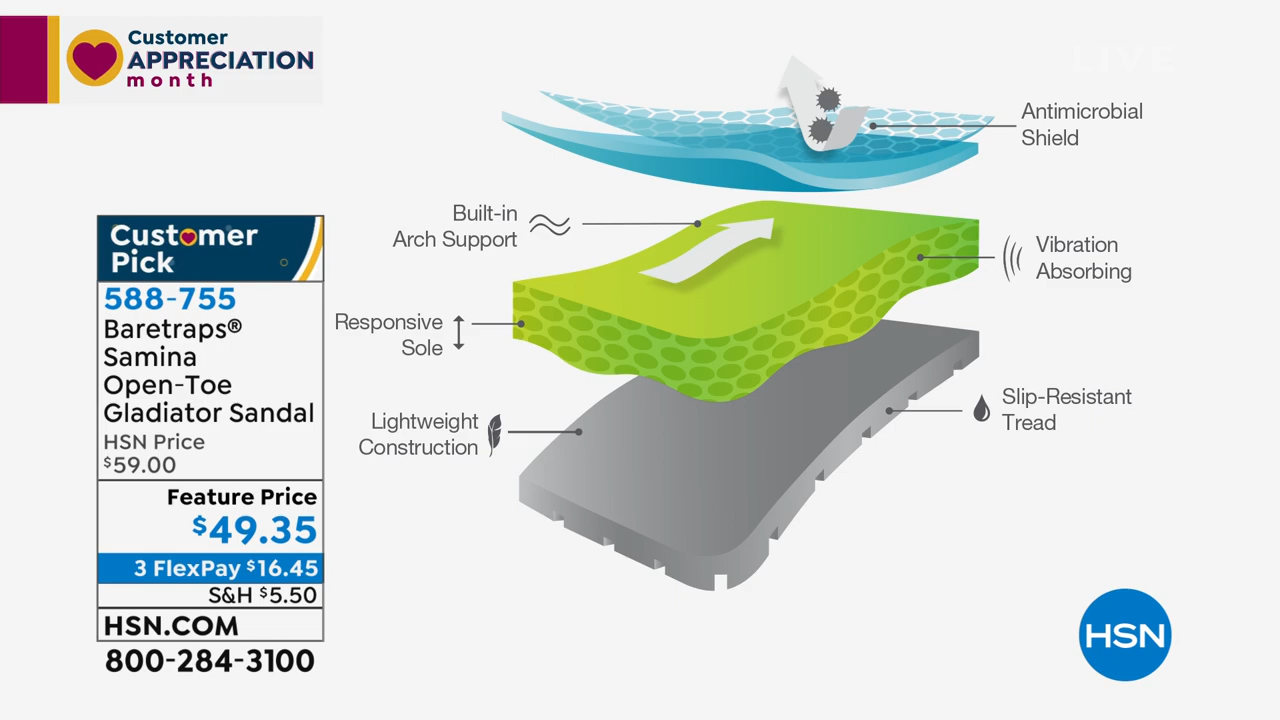 Customer
APPRECIATION
month
LIVE
Antimicrobial
Shield
Built-in
Arch Support
Vibration
Absorbing
Responsive
Sole
Lightweight
Construction
Slip-Resistant
Tread
Customer
Pick
588-755
Baretraps®
Samina
Open-Toe
Gladiator Sandal
HSN Price
$59.00
Feature Price
$49.35
3 FlexPay $16.45
S&H $5.50
HSN.COM
800-284-3100
HSN